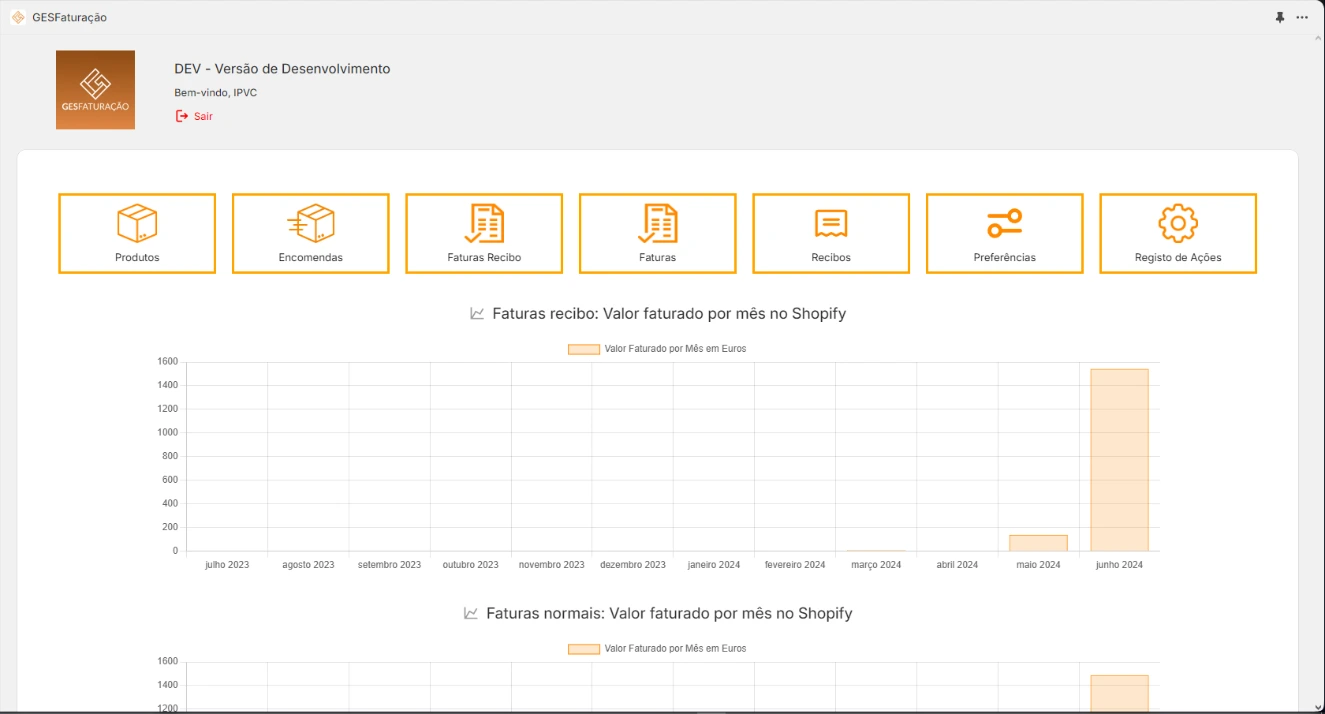 GESFaturação
GESFATURAÇÃO
DEV - Versão de Desenvolvimento
Bem-vindo, IPVC
Sair
Produtos
Encomendas
Faturas Recibo
Faturas
Recibos
Preferências
Registo de Ações
Faturas recibo: Valor faturado por mês no Shopify
Valor Faturado por Mês em Euros
1600
1400
1200
1000
800
600
400
200
0
julho 2023
agosto 2023
setembro 2023
outubro 2023
novembro 2023
dezembro 2023
janeiro 2024
fevereiro 2024
março 2024
abril 2024
maio 2024
junho 2024
Faturas normais: Valor faturado por mês no Shopify
Valor Faturado por Mês em Euros
1600
1400
1200